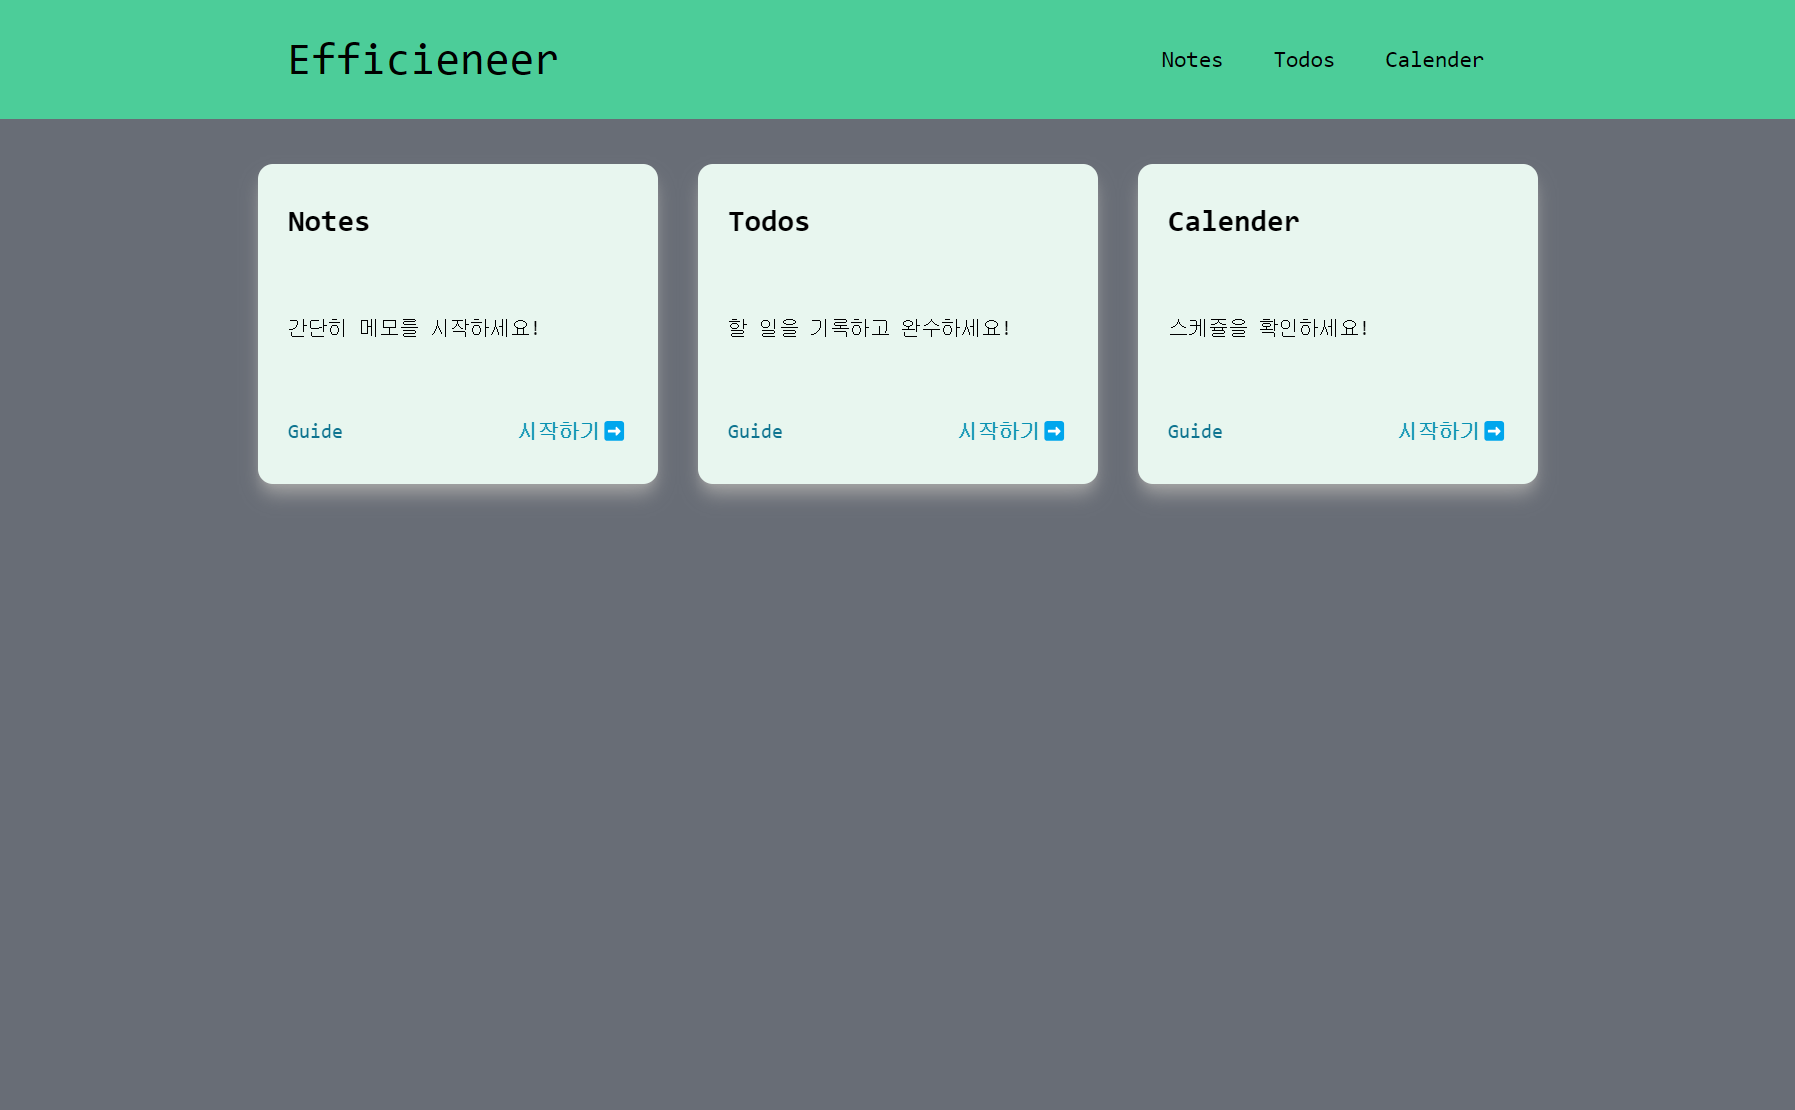 Efficieneer
Notes Todos Calender
Notes
간단히 메모를 시작하세요!
Guide 시작하기➡
Todos
할 일을 기록하고 완수하세요!
Guide 시작하기➡
Calender
스케쥴을 확인하세요!
Guide 시작하기➡